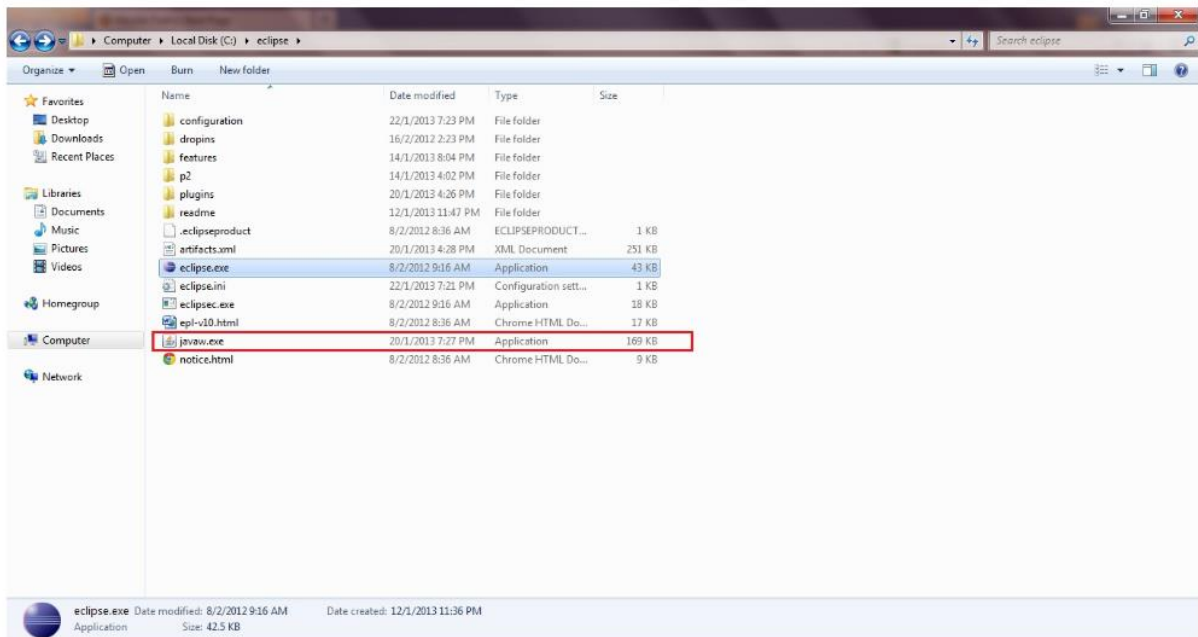 Computer ▸ Local Disk (C:) ▸ eclipse ▸
Search eclipse
Organize Open Burn New folder
Name Date modified Type Size
Favorites
Desktop
Downloads
Recent Places
Libraries
Documents
Music
Pictures
Videos
Homegroup
Computer
Network
configuration 22/1/2013 7:23 PM File folder
dropins 16/2/2012 2:23 PM File folder
features 14/1/2013 8:04 PM File folder
p2 14/1/2013 4:02 PM File folder
plugins 20/1/2013 4:26 PM File folder
readme 12/1/2013 11:47 PM File folder
.eclipseproduct 8/2/2012 8:36 AM ECLIPSEPRODUCT... 1 KB
artifacts.xml 20/1/2013 4:28 PM XML Document 251 KB
eclipse.exe 8/2/2012 9:16 AM Application 43 KB
eclipse.ini 22/1/2013 7:21 PM Configuration sett... 1 KB
eclipsec.exe 8/2/2012 9:16 AM Application 18 KB
epl-v10.html 8/2/2012 8:36 AM Chrome HTML Do... 17 KB
javaw.exe 20/1/2013 7:27 PM Application 169 KB
notice.html 8/2/2012 8:36 AM Chrome HTML Do... 9 KB
eclipse.exe Date modified: 8/2/2012 9:16 AM Date created: 12/1/2013 11:36 PM
Application Size: 42.5 KB